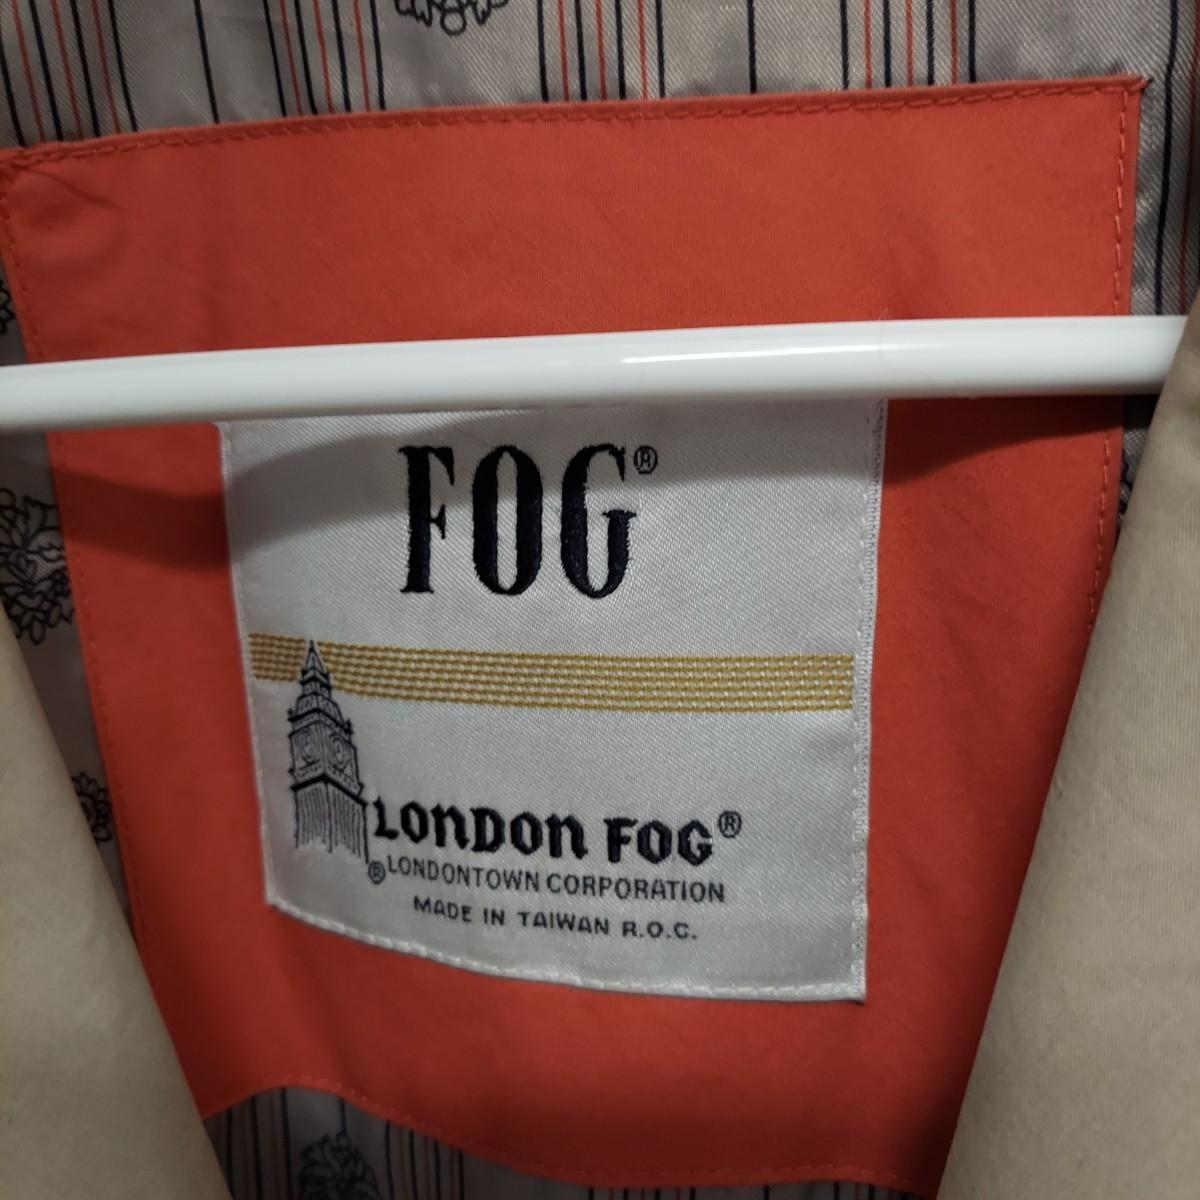 FOG®
LONDON FOG®
®LONDONTOWN CORPORATION
MADE IN TAIWAN R.O.C.